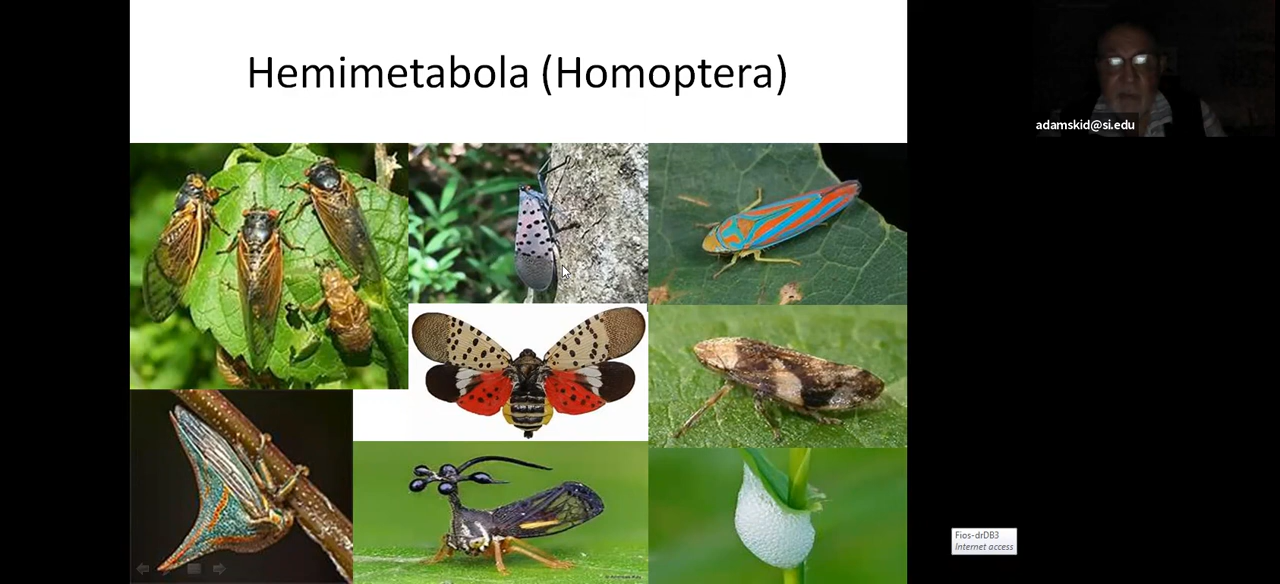 Hemimetabola (Homoptera)
adamskid@si.edu
Fios-drDB3
Internet access